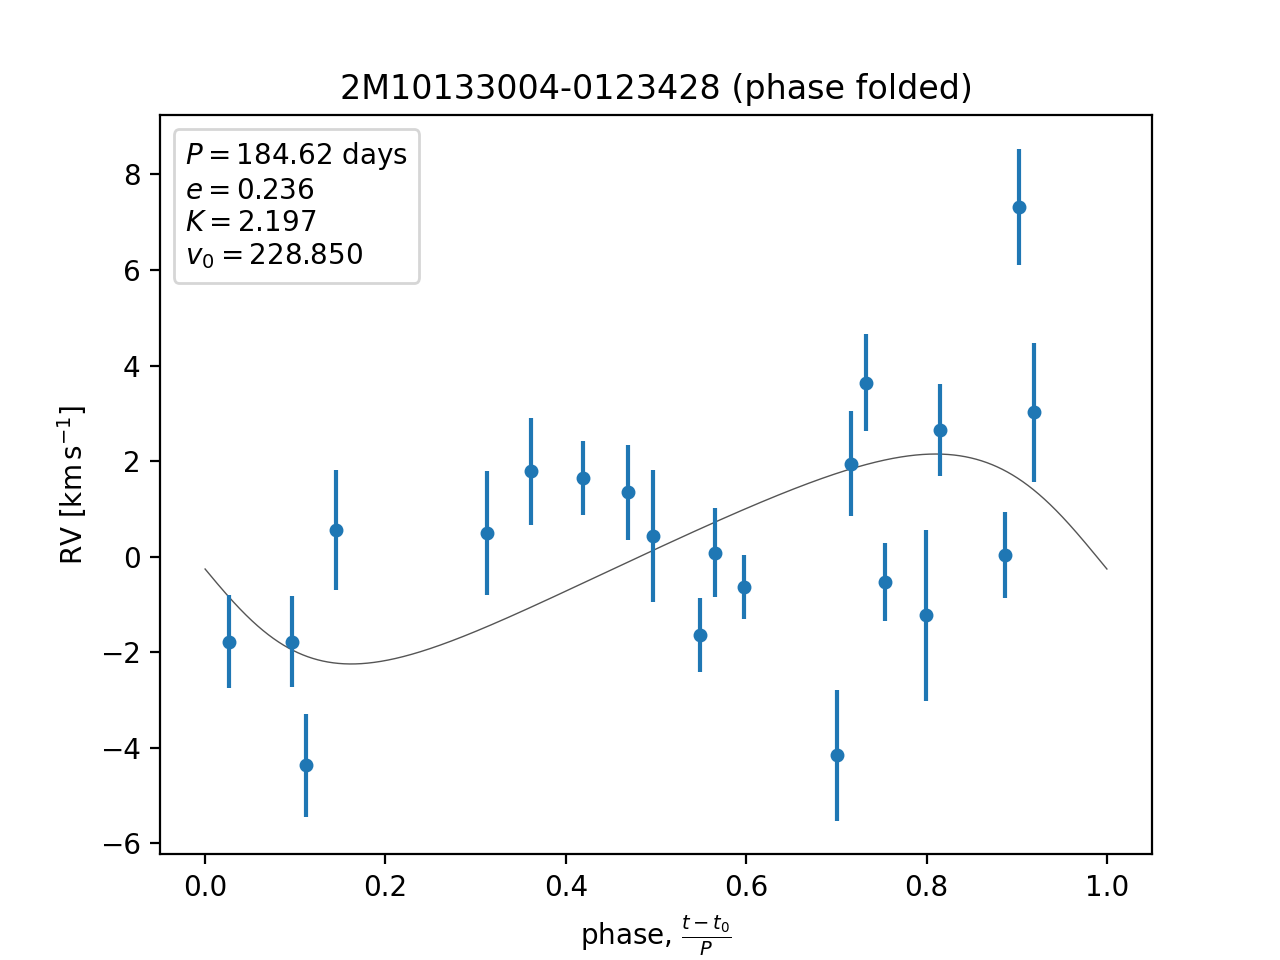 2M10133004-0123428 (phase folded)
P = 184.62 days
e = 0.236
K = 2.197
v₀ = 228.850
8
6
4
2
0
−2
−4
−6
RV [km s⁻¹]
0.0 0.2 0.4 0.6 0.8 1.0
phase, (t − t₀)/P